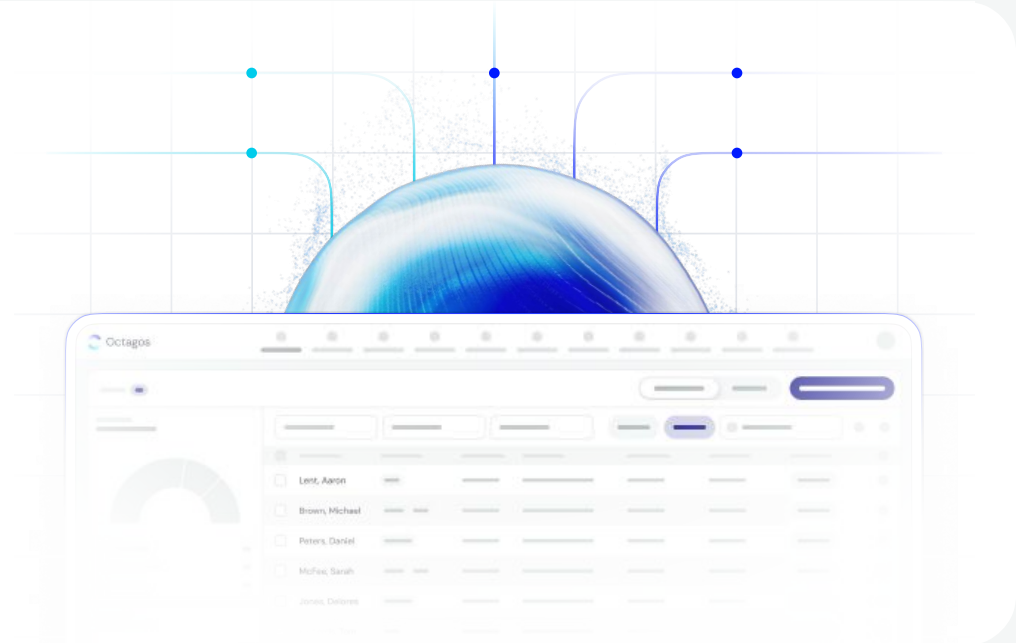 Octagos
Lent, Aaron
Brown, Michael
Peters, Daniel
McFee, Sarah
Jones, Delores